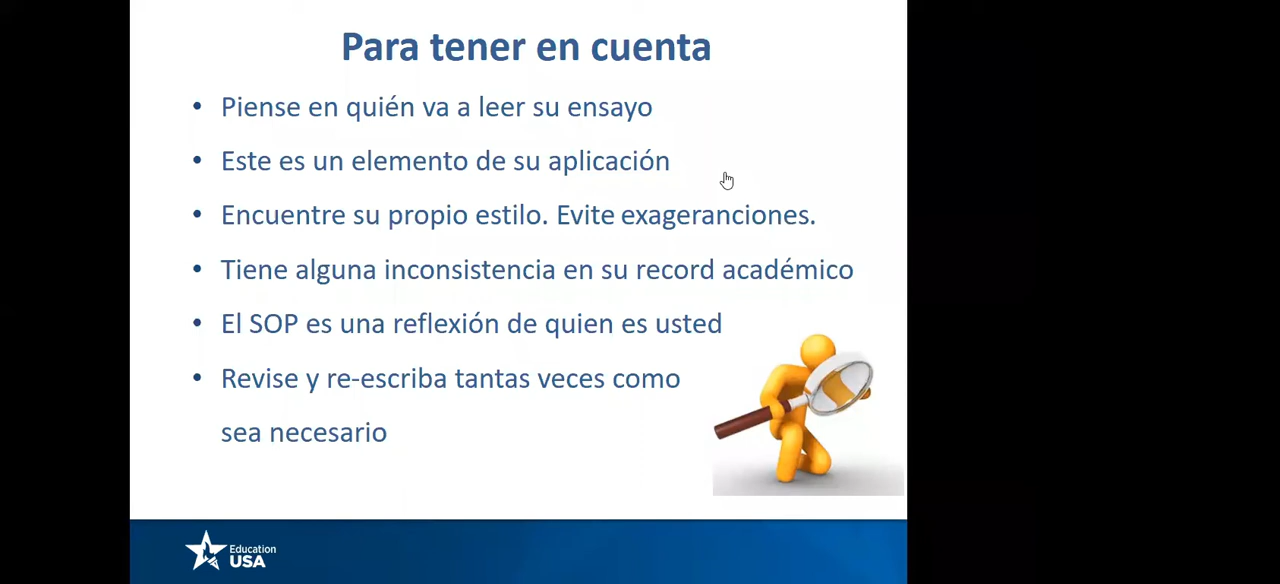 Para tener en cuenta
• Piense en quién va a leer su ensayo
• Este es un elemento de su aplicación
• Encuentre su propio estilo. Evite exageranciones.
• Tiene alguna inconsistencia en su record académico
• El SOP es una reflexión de quien es usted
• Revise y re-escriba tantas veces como
sea necesario
Education
USA